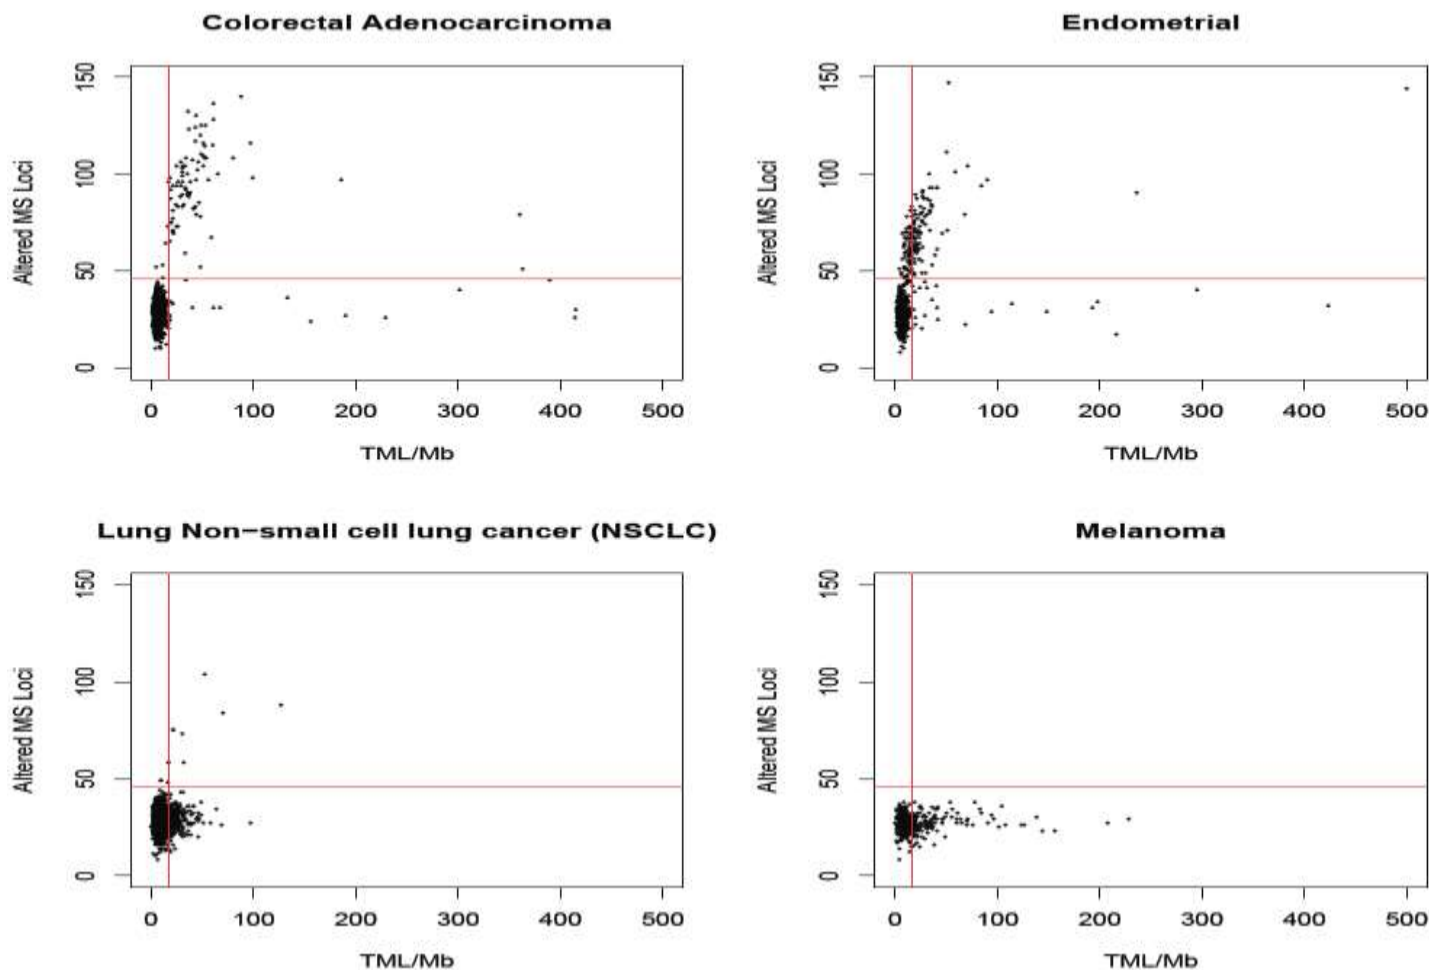 Colorectal Adenocarcinoma
Altered MS Loci
150
100
50
0
0 100 200 300 400 500
TML/Mb
Endometrial
Altered MS Loci
150
100
50
0
0 100 200 300 400 500
TML/Mb
Lung Non-small cell lung cancer (NSCLC)
Altered MS Loci
150
100
50
0
0 100 200 300 400 500
TML/Mb
Melanoma
Altered MS Loci
150
100
50
0
0 100 200 300 400 500
TML/Mb